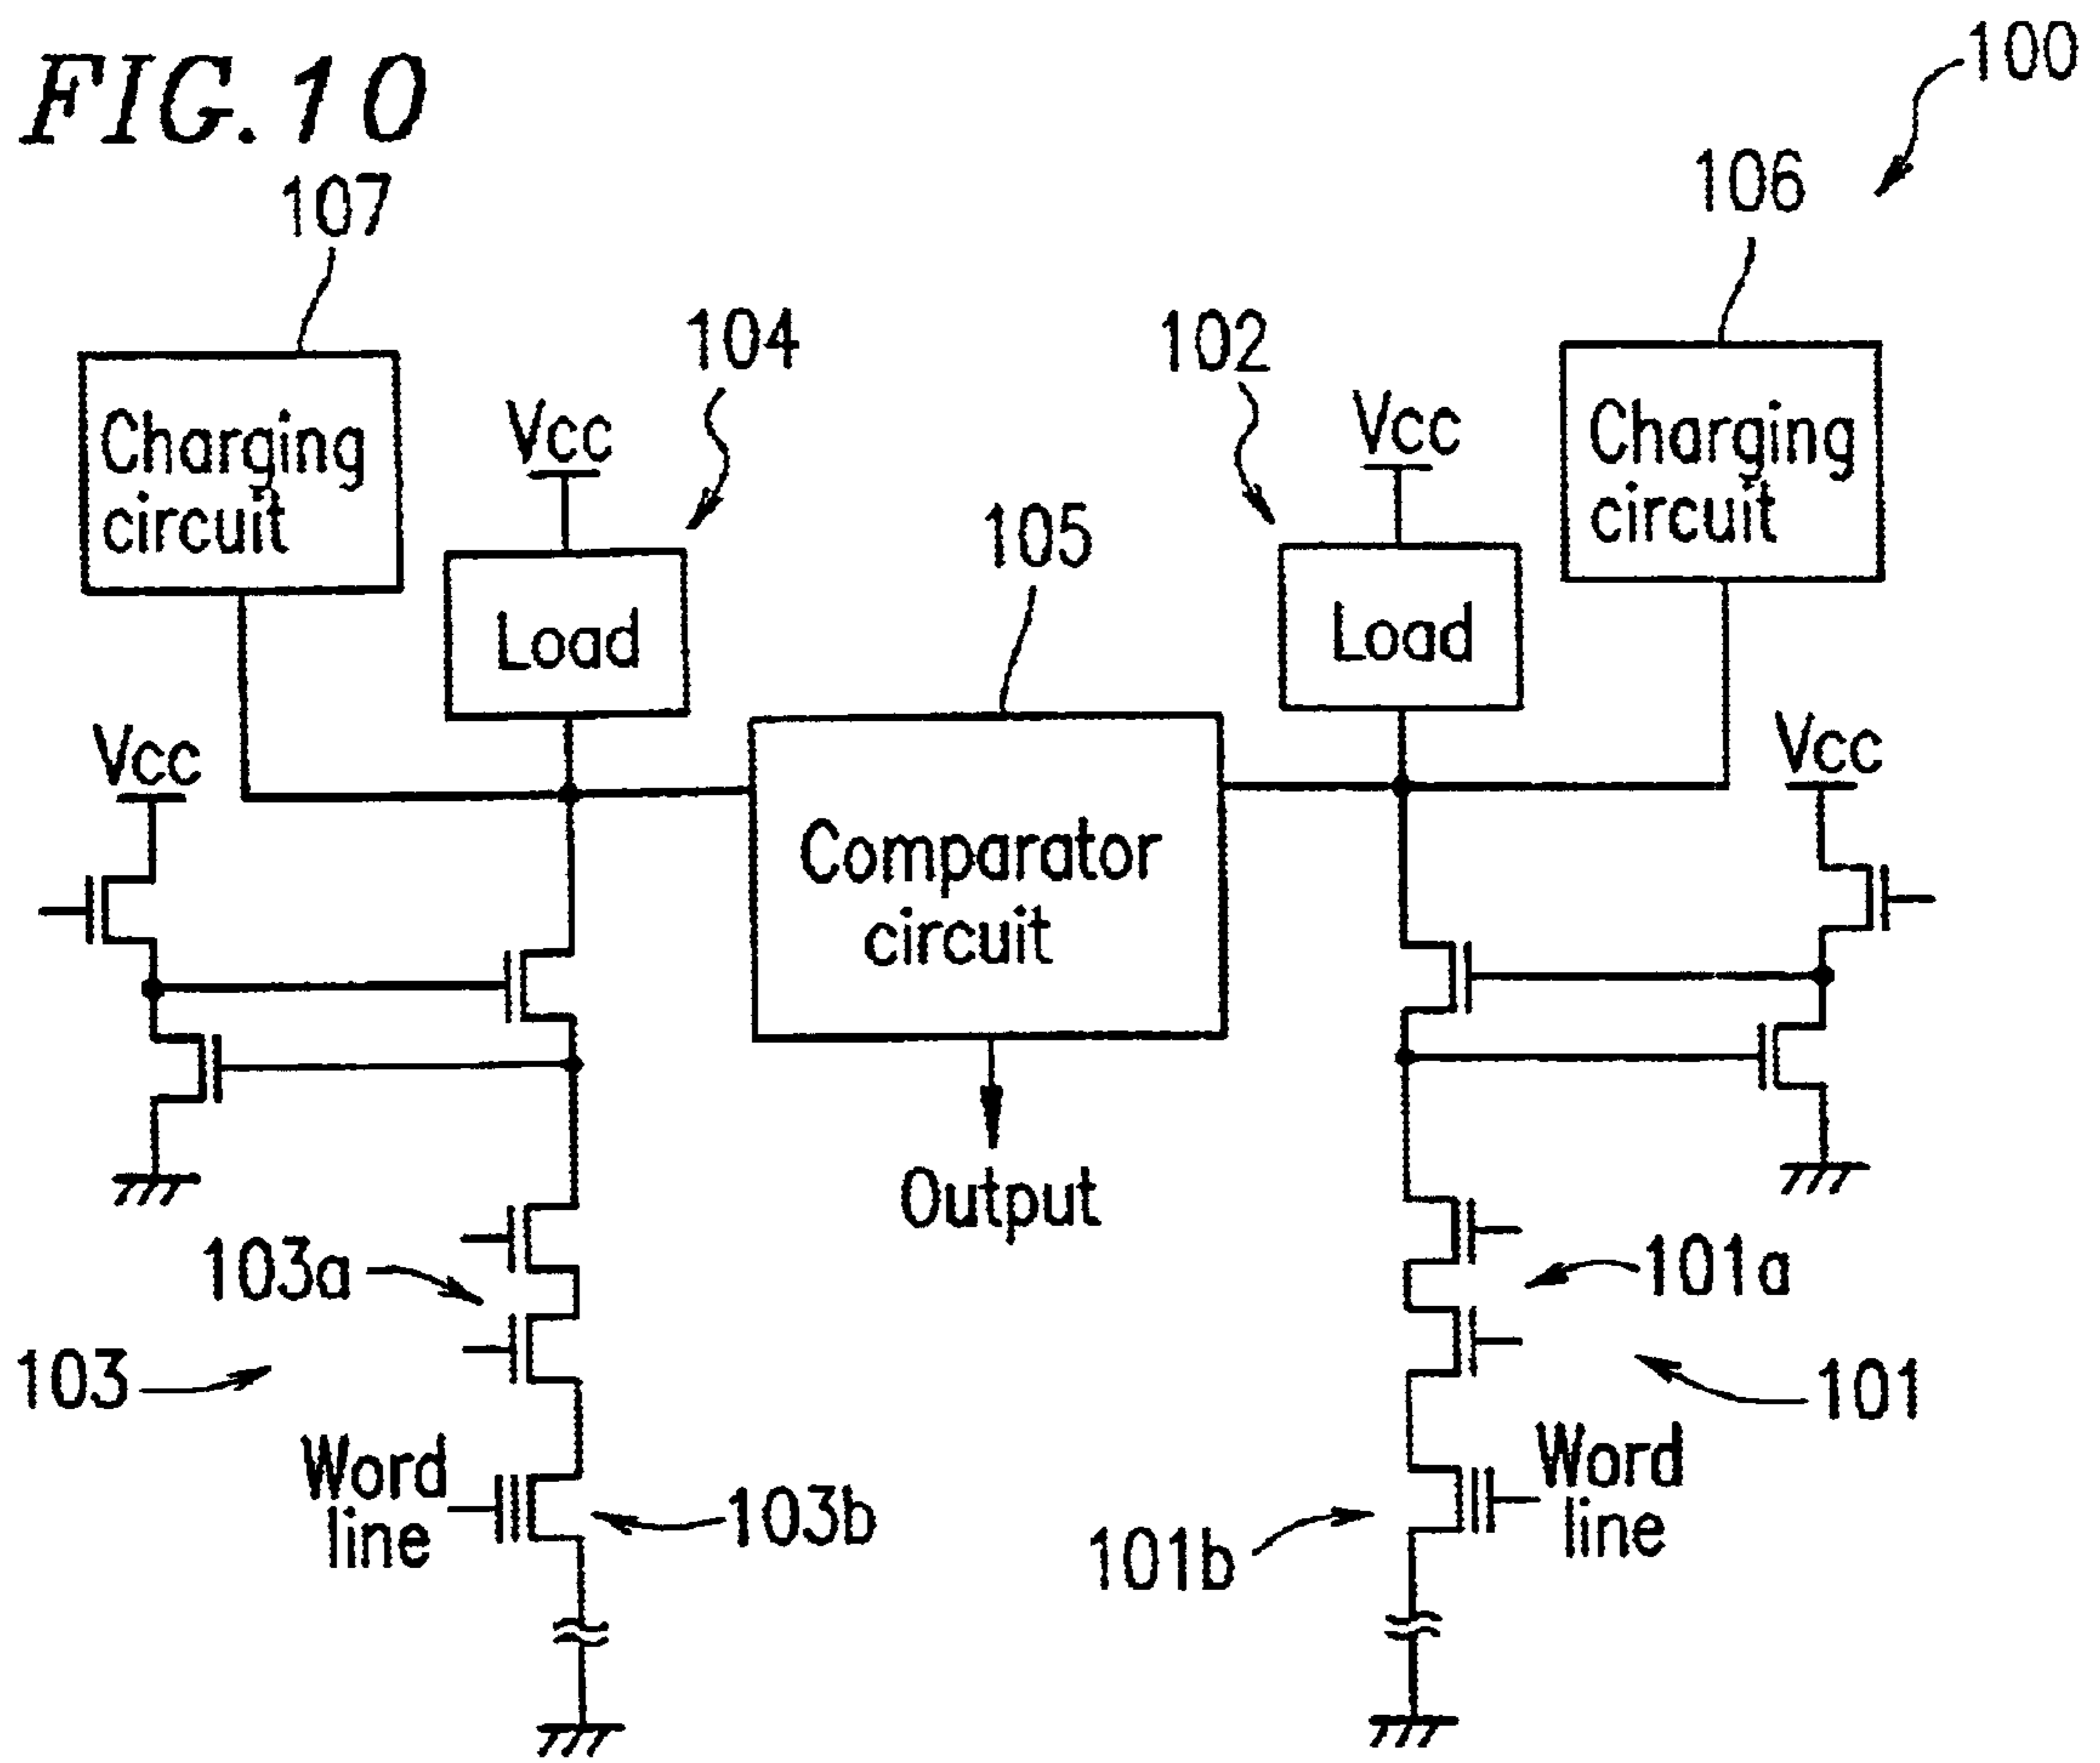 FIG. 10
100
107
106
104
102
Charging
circuit
Vcc
Vcc
Charging
circuit
105
Load
Load
Vcc
Vcc
Comparator
circuit
Output
103a
101a
103
101
Word
line
Word
line
103b
101b